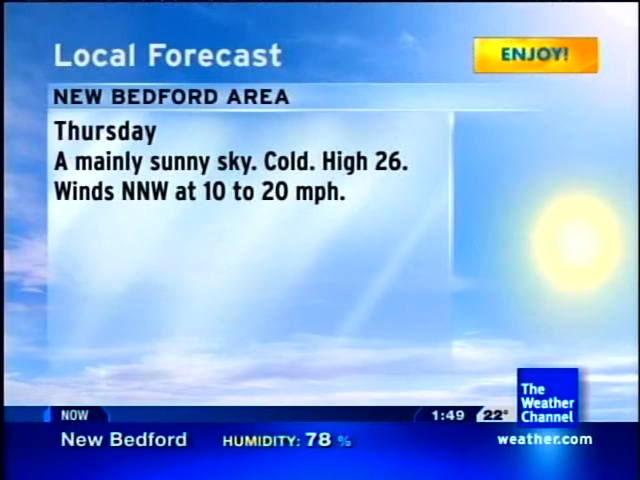 Local Forecast
ENJOY!
NEW BEDFORD AREA
Thursday
A mainly sunny sky. Cold. High 26.
Winds NNW at 10 to 20 mph.
The
Weather
Channel
NOW
1:49 22°
New Bedford HUMIDITY: 78 %
weather.com